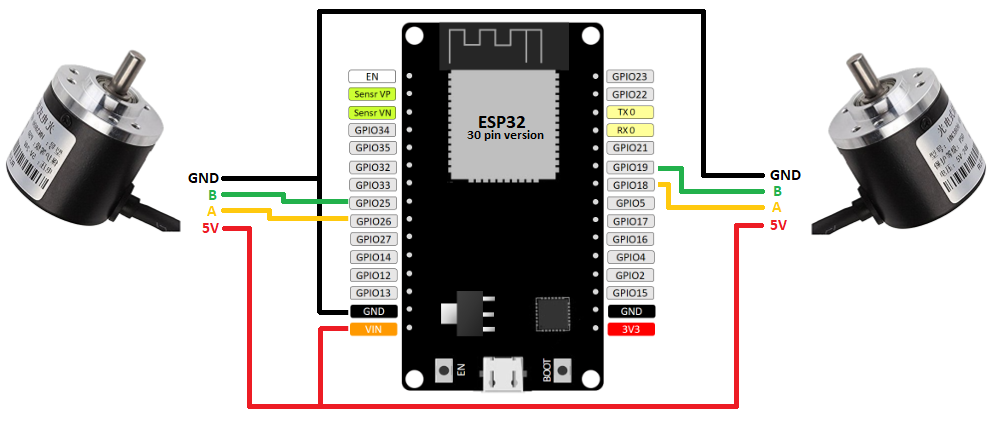 EN
Sensr VP
Sensr VN
GPIO34
GPIO35
GPIO32
GPIO33
GPIO25
GPIO26
GPIO27
GPIO14
GPIO12
GPIO13
GND
VIN
GND
B
A
5V
ESP32
30 pin version
EN
BOOT
GPIO23
GPIO22
TX 0
RX 0
GPIO21
GPIO19
GPIO18
GPIO5
GPIO17
GPIO16
GPIO4
GPIO2
GPIO15
GND
3V3
GND
B
A
5V